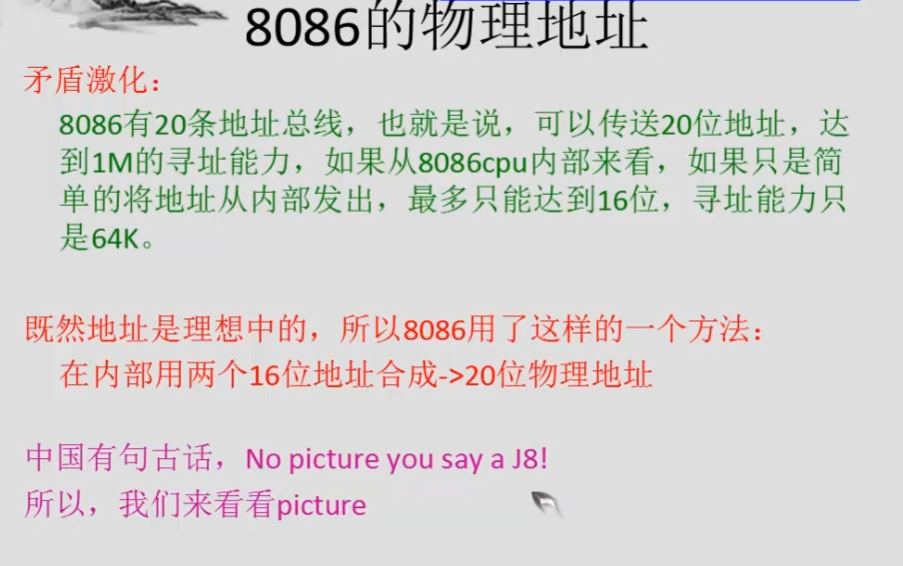 8086的物理地址
矛盾激化：
8086有20条地址总线，也就是说，可以传送20位地址，达
到1M的寻址能力，如果从8086cpu内部来看，如果只是简
单的将地址从内部发出，最多只能达到16位，寻址能力只
是64K。
既然地址是理想中的，所以8086用了这样的一个方法：
在内部用两个16位地址合成->20位物理地址
中国有句古话，No picture you say a J8!
所以，我们来看看picture